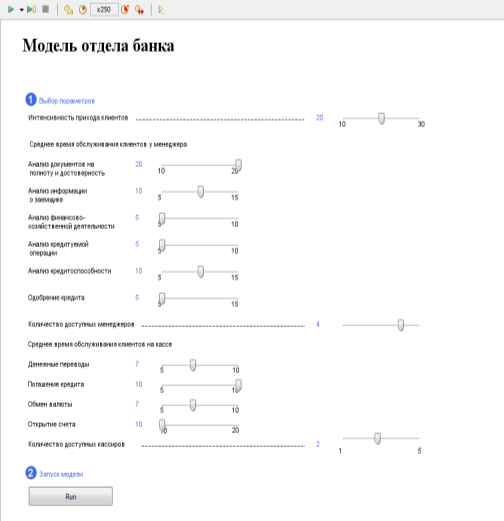 x250
Модель отдела банка
1 Выбор параметров
Интенсивность прихода клиентов 20 10 30
Среднее время обслуживания клиентов у менеджера
Анализ документов на полноту и достоверность 20 10 20
Анализ информации о заемщике 10 5 15
Анализ финансово-хозяйственной деятельности 5 5 10
Анализ кредитуемой операции 5 5 10
Анализ кредитоспособности 10 5 15
Одобрение кредита 5 5 15
Количество доступных менеджеров 4
Среднее время обслуживания клиентов на кассе
Денежные переводы 7 5 10
Погашение кредита 10 5 10
Обмен валюты 7 5 10
Открытие счета 10 10 20
Количество доступных кассиров 2 1 5
2 Запуск модели
Run